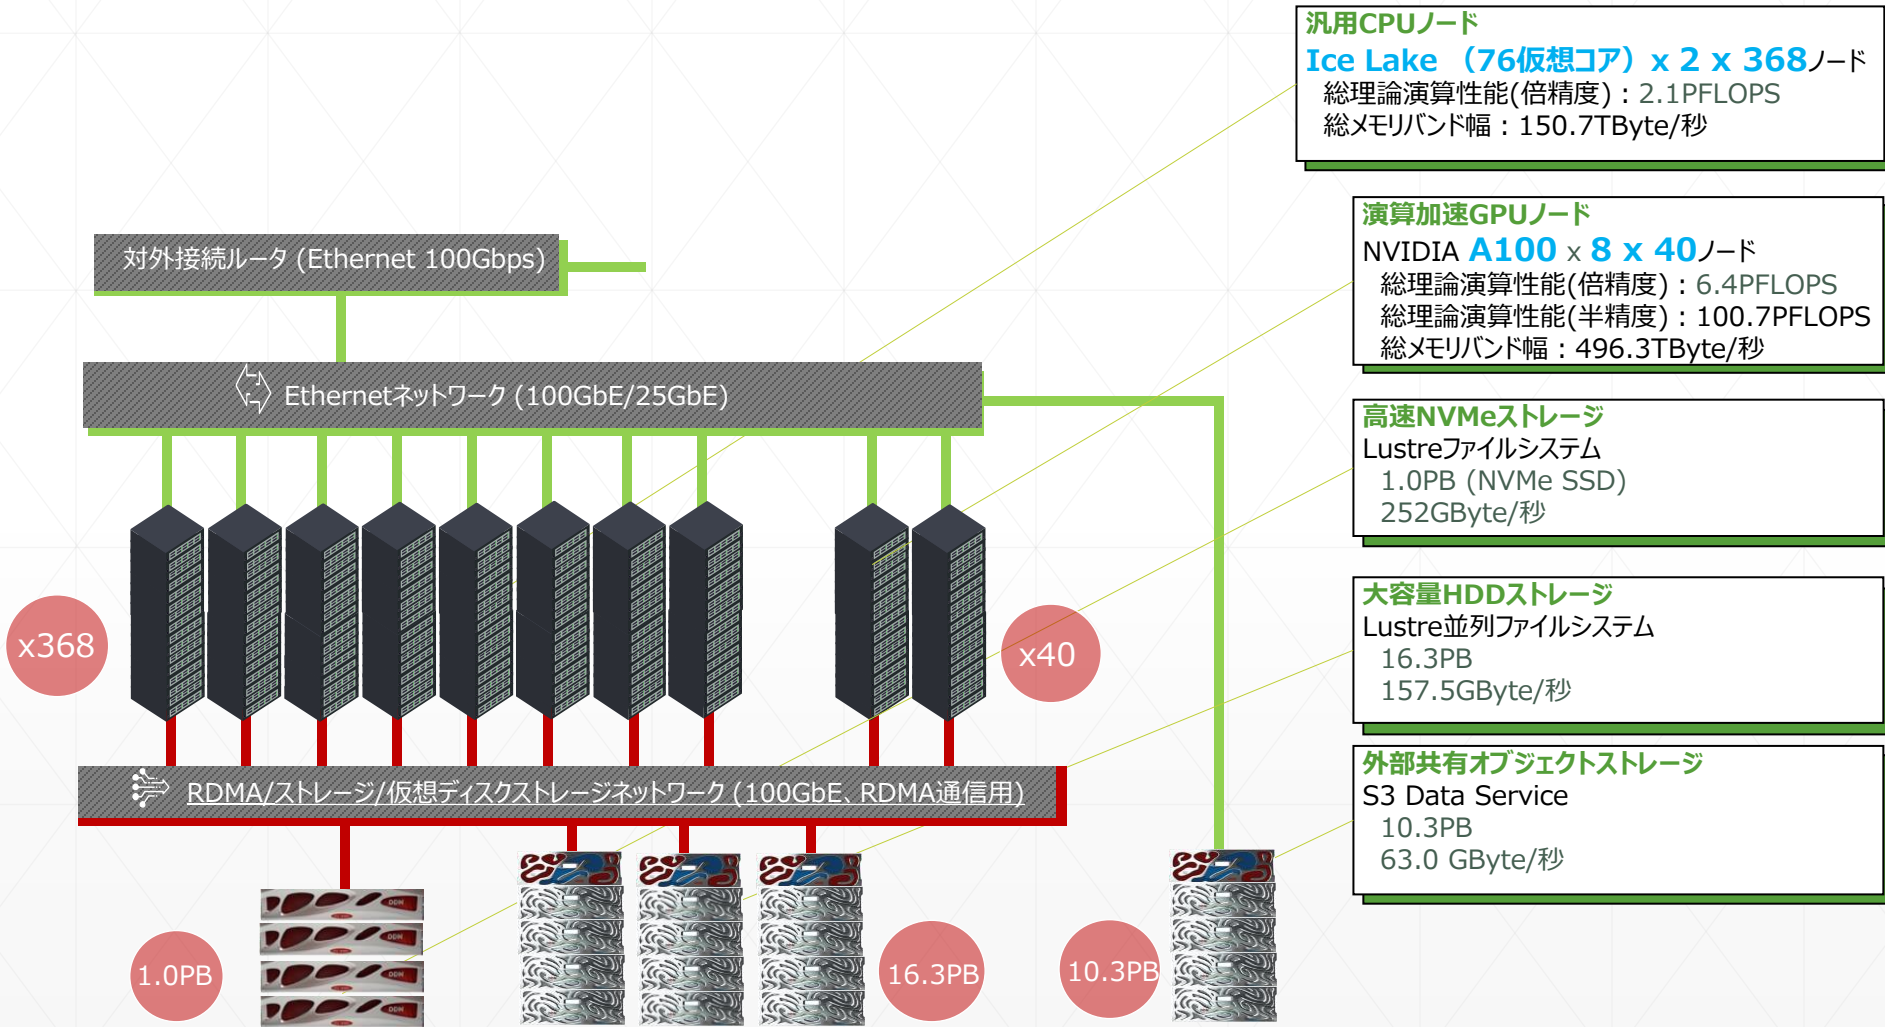 汎用CPUノード
Ice Lake （76仮想コア）x 2 x 368ノード
総理論演算性能(倍精度)：2.1PFLOPS
総メモリバンド幅：150.7TByte/秒
演算加速GPUノード
NVIDIA A100 x 8 x 40ノード
総理論演算性能(倍精度)：6.4PFLOPS
総理論演算性能(半精度)：100.7PFLOPS
総メモリバンド幅：496.3TByte/秒
対外接続ルータ (Ethernet 100Gbps)
Ethernetネットワーク (100GbE/25GbE)
高速NVMeストレージ
Lustreファイルシステム
1.0PB (NVMe SSD)
252GByte/秒
x368
x40
大容量HDDストレージ
Lustre並列ファイルシステム
16.3PB
157.5GByte/秒
RDMA/ストレージ/仮想ディスクストレージネットワーク (100GbE、RDMA通信用)
外部共有オブジェクトストレージ
S3 Data Service
10.3PB
63.0 GByte/秒
1.0PB
16.3PB
10.3PB